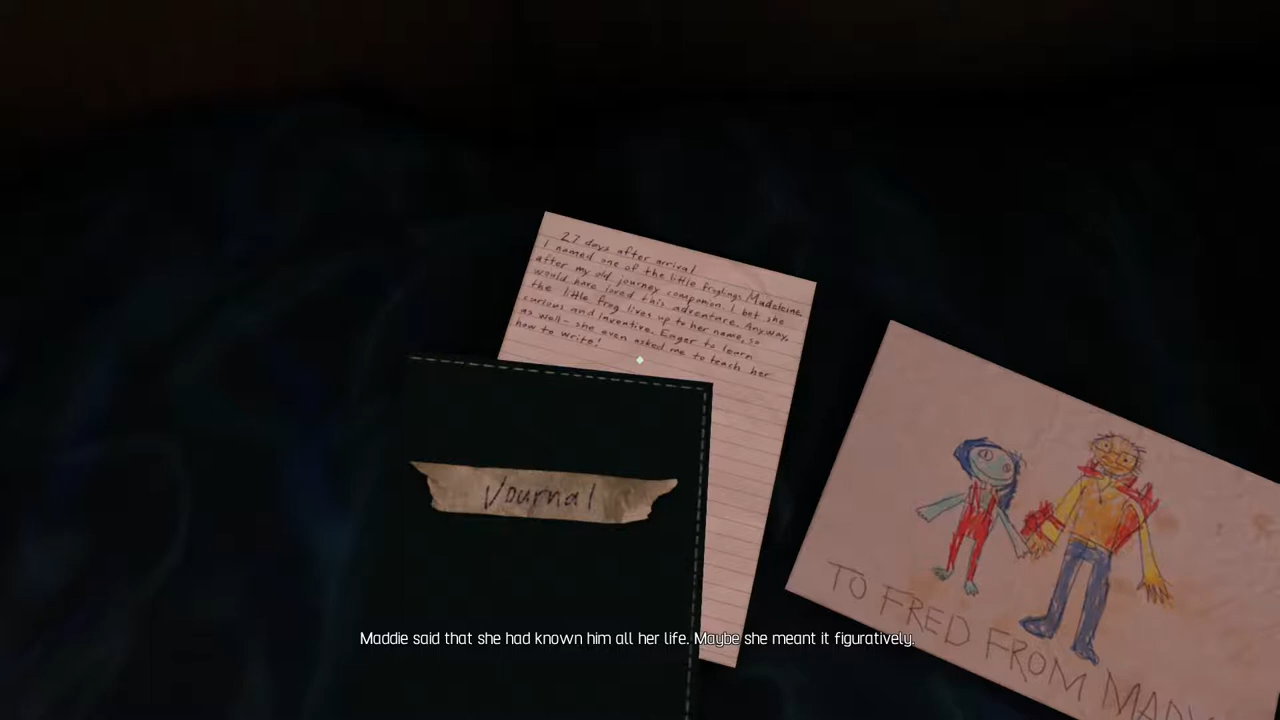 27 days after arrival
I named one of the little froglings Madeleine
after my old journey companion. I bet she
would have loved this adventure. Anyway,
the little frog lives up to her name, so
curious and inventive. Eager to learn
as well - she even asked me to teach her
how to write!
Journal
TO FRED FROM MADY
Maddie said that she had known him all her life. Maybe she meant it figuratively.